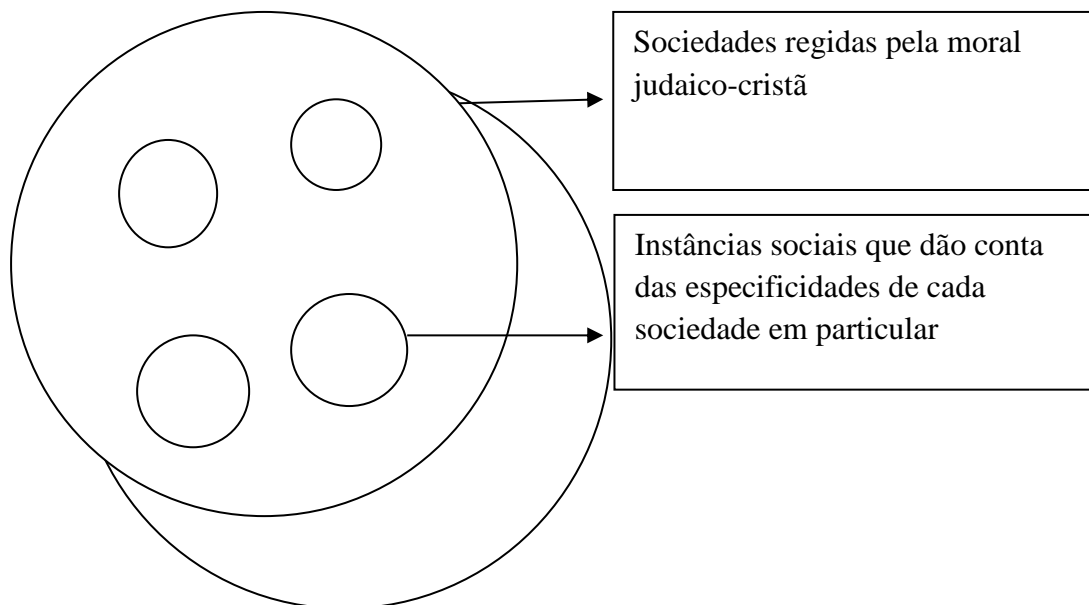 Sociedades regidas pela moral
judaico-cristã
Instâncias sociais que dão conta
das especificidades de cada
sociedade em particular